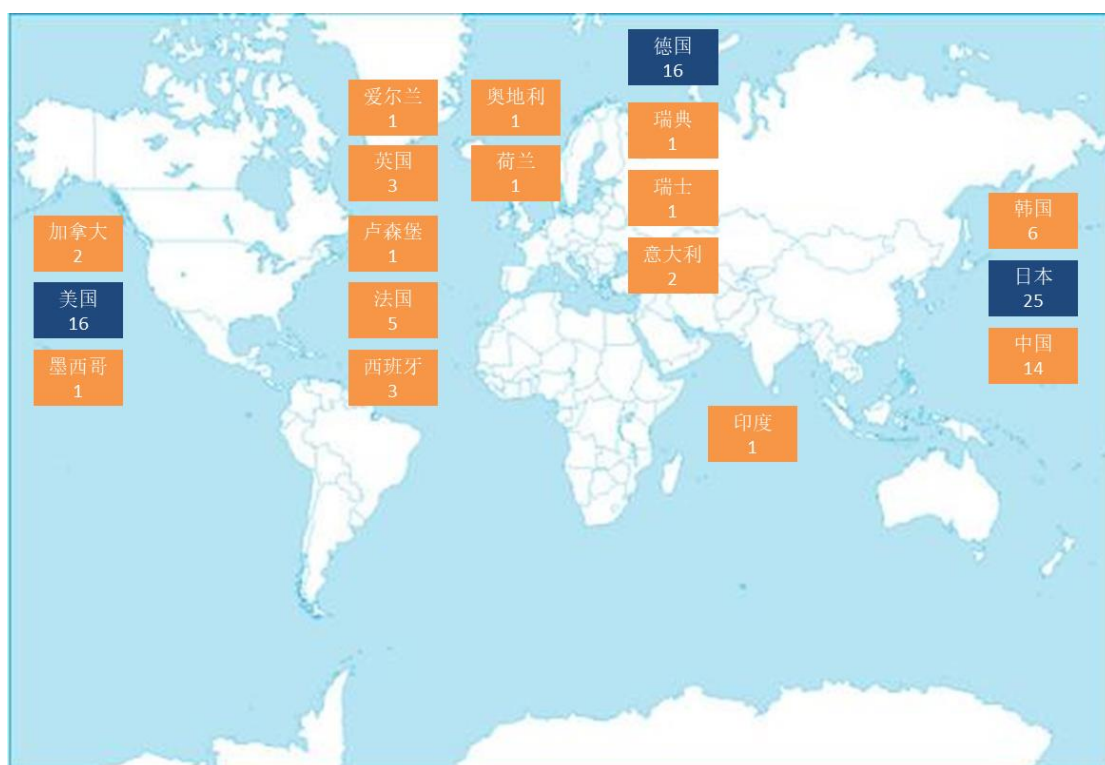 德国
16
爱尔兰
1
奥地利
1
瑞典
1
英国
3
荷兰
1
瑞士
1
韩国
6
加拿大
2
卢森堡
1
意大利
2
日本
25
美国
16
法国
5
中国
14
墨西哥
1
西班牙
3
印度
1